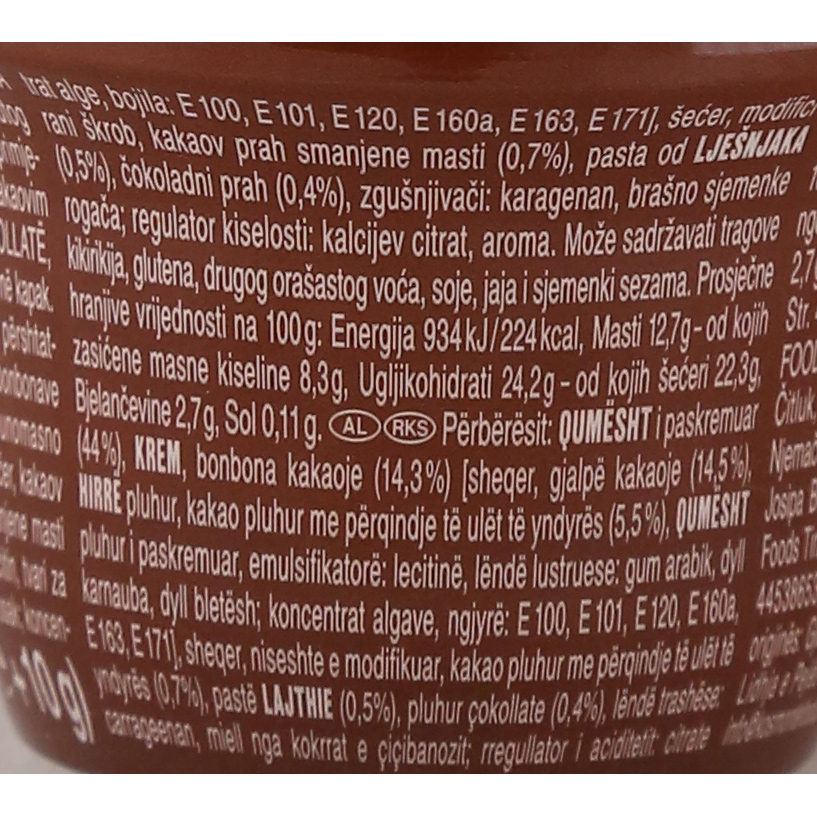 trat alge, bojila: E 100, E 101, E 120, E 160a, E 163, E 171], šećer, modifici
rani škrob, kakaov prah smanjene masti (0,7%), pasta od LJEŠNJAKA
(0,5%), čokoladni prah (0,4%), zgušnjivači: karagenan, brašno sjemenke
rogača; regulator kiselosti: kalcijev citrat, aroma. Može sadržavati tragove
kikirikija, glutena, drugog orašastog voća, soje, jaja i sjemenki sezama. Prosječne
hranjive vrijednosti na 100g: Energija 934kJ/224kcal, Masti 12,7g - od kojih
zasićene masne kiseline 8,3g, Ugljikohidrati 24,2g - od kojih šećeri 22,3g,
Bjelančevine 2,7g, Sol 0,11g. AL RKS Përbërësit: QUMËSHT i paskremuar
(44%), KREM, bonbona kakaoje (14,3%) [sheqer, gjalpë kakaoje (14,5%),
HIRRË pluhur, kakao pluhur me përqindje të ulët të yndyrës (5,5%), QUMËSHT
pluhur i paskremuar, emulsifikatorë: lecitinë, lëndë lustruese: gum arabik, dyll
karnauba, dyll bletësh; koncentrat algave, ngjyrë: E 100, E 101, E 120, E 160a,
E 163, E 171], sheqer, niseshte e modifikuar, kakao pluhur me përqindje të ulët të
yndyrës (0,7%), pastë LAJTHIE (0,5%), pluhur çokollate (0,4%), lëndë trashëse:
carrageenan, miell nga kokrrat e çiçibanozit; rregullator i aciditetit: citrate